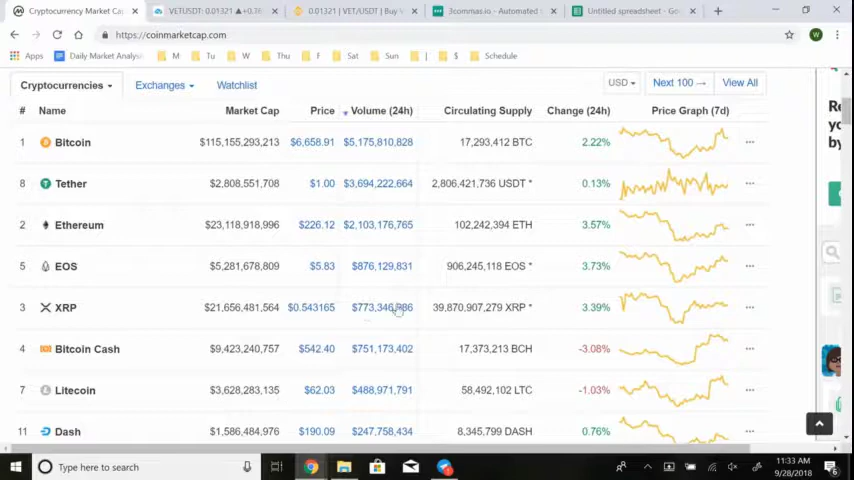 Cryptocurrency Market Cap
VETUSDT: 0.01321 ▲+0.76
0.01321 | VET/USDT | Buy V
3commas.io - Automated
Untitled spreadsheet - Go
https://coinmarketcap.com
W
Apps Daily Market Analysis M Tu W Thu F Sat Sun $ Schedule
Cryptocurrencies Exchanges Watchlist USD Next 100 → View All
# Name Market Cap Price Volume (24h) Circulating Supply Change (24h) Price Graph (7d)
1 Bitcoin $115,155,293,213 $6,658.91 $5,175,810,828 17,293,412 BTC 2.22%
8 Tether $2,808,551,708 $1.00 $3,694,222,664 2,806,421,736 USDT * 0.13%
2 Ethereum $23,118,918,996 $226.12 $2,103,176,765 102,242,394 ETH 3.57%
5 EOS $5,281,678,809 $5.83 $876,129,831 906,245,118 EOS * 3.73%
3 XRP $21,656,481,564 $0.543165 39,870,907,279 XRP * 3.39%
4 Bitcoin Cash $9,423,240,757 $542.40 $751,173,402 17,373,213 BCH -3.08%
7 Litecoin $3,628,283,135 $62.03 $488,971,791 58,492,102 LTC -1.03%
11 Dash $1,586,484,976 $190.09 $247,758,434 8,345,799 DASH 0.76%
Re
yo
by
Type here to search
11:33 AM
9/28/2018
6